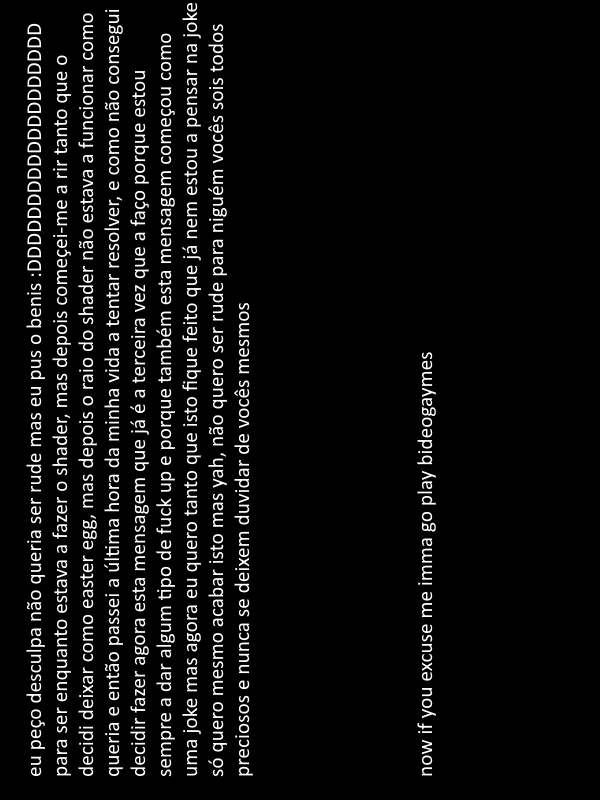 eu peço desculpa não queria ser rude mas eu pus o benis :DDDDDDDDDDDDDDDDDDDDDD
para ser enquanto estava a fazer o shader, mas depois começei-me a rir tanto que o
decidi deixar como easter egg, mas depois o raio do shader não estava a funcionar como
queria e então passei a última hora da minha vida a tentar resolver, e como não consegui
decidir fazer agora esta mensagem que já é a terceira vez que a faço porque estou
sempre a dar algum tipo de fuck up e porque também esta mensagem começou como
uma joke mas agora eu quero tanto que isto fique feito que já nem estou a pensar na joke
só quero mesmo acabar isto mas yah, não quero ser rude para niguém vocês sois todos
preciosos e nunca se deixem duvidar de vocês mesmos
now if you excuse me imma go play bideogaymes